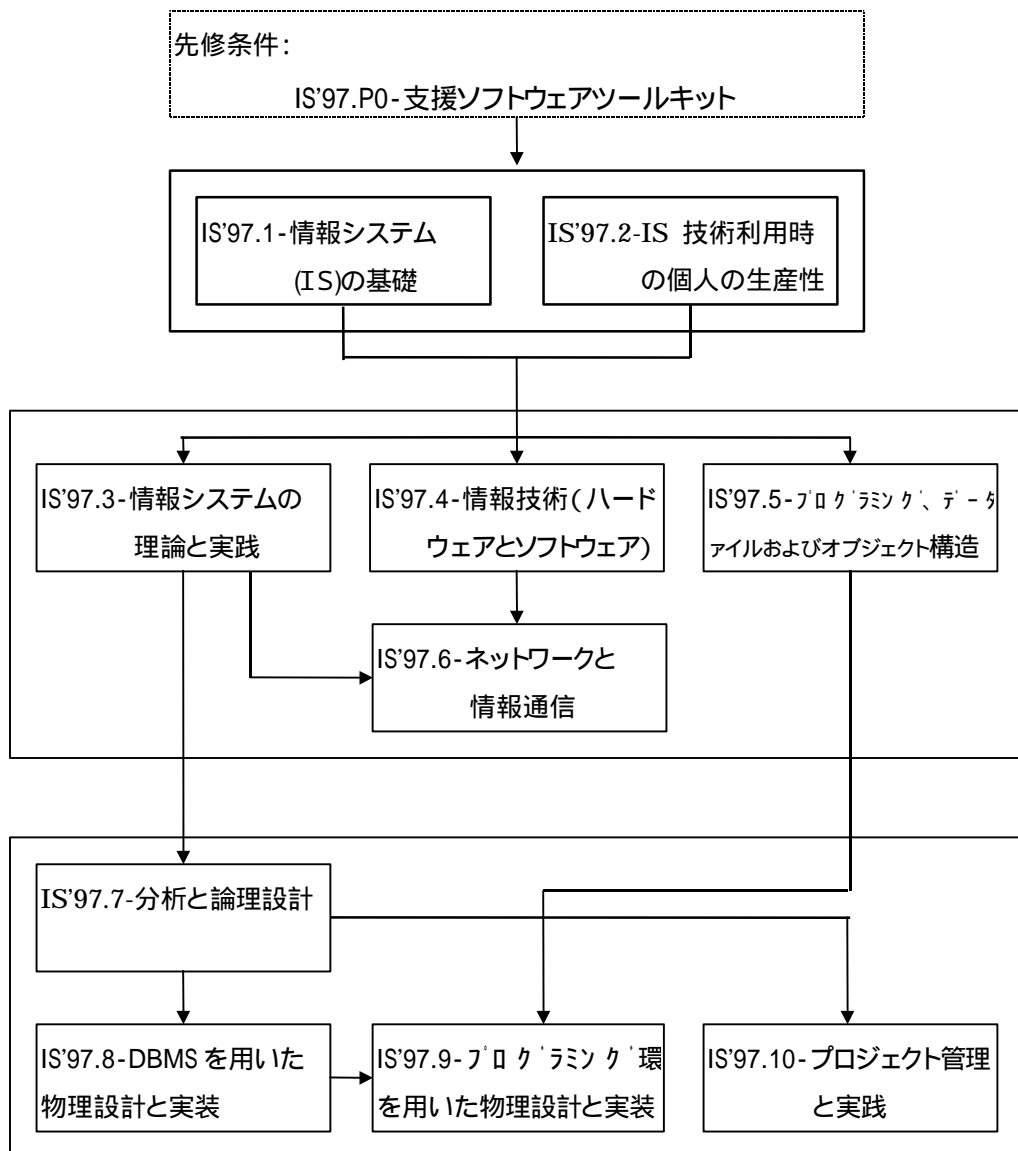 先修条件：
IS’97.P0-支援ソフトウェアツールキット
IS’97.1-情報システム
(IS)の基礎
IS’97.2-IS 技術利用時
の個人の生産性
IS’97.3-情報システムの
理論と実践
IS’97.4-情報技術(ハード
ウェアとソフトウェア)
IS’97.5-ﾌﾟﾛｸﾞﾗﾐﾝｸﾞ、ﾃﾞｰﾀ
ァイルおよびオブジェクト構造
IS’97.6-ネットワークと
情報通信
IS’97.7-分析と論理設計
IS’97.8-DBMS を用いた
物理設計と実装
IS’97.9-ﾌﾟﾛｸﾞﾗﾐﾝｸﾞ環
を用いた物理設計と実装
IS’97.10-プロジェクト管理
と実践